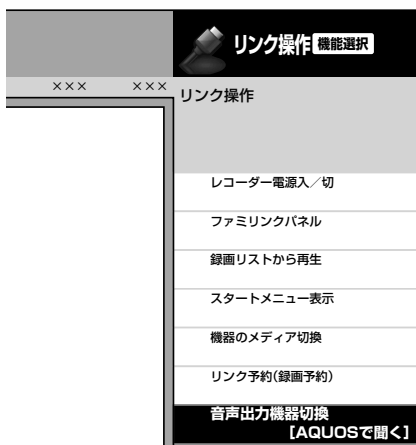 リンク操作 機能選択
××× ×××
リンク操作
レコーダー電源入／切
ファミリンクパネル
録画リストから再生
スタートメニュー表示
機器のメディア切換
リンク予約(録画予約)
音声出力機器切換
[AQUOSで聞く]